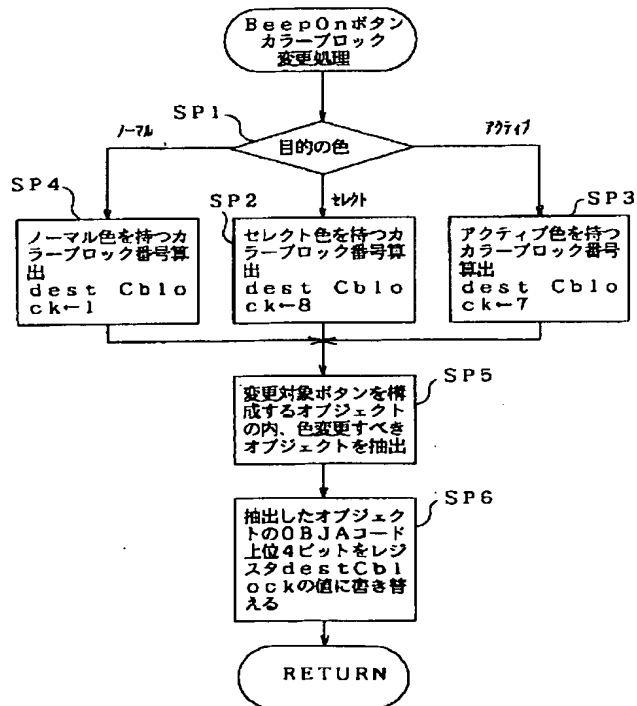 BeepOnボタン
カラーブロック
変更処理
SP1
ノーマル
アクティブ
目的の色
セレクト
SP4
ノーマル色を持つカ
ラーブロック番号算
出
dest Cblo
ck←1
SP2
セレクト色を持つカ
ラーブロック番号算
出
dest Cblo
ck←8
SP3
アクティブ色を持つ
カラーブロック番号
算出
dest Cblo
ck←7
SP5
変更対象ボタンを構
成するオブジェクト
の内、色変更すべき
オブジェクトを抽出
SP6
抽出したオブジェク
トのOBJAコード
上位4ビットをレジ
スタdestCbl
ockの値に書き替
える
RETURN